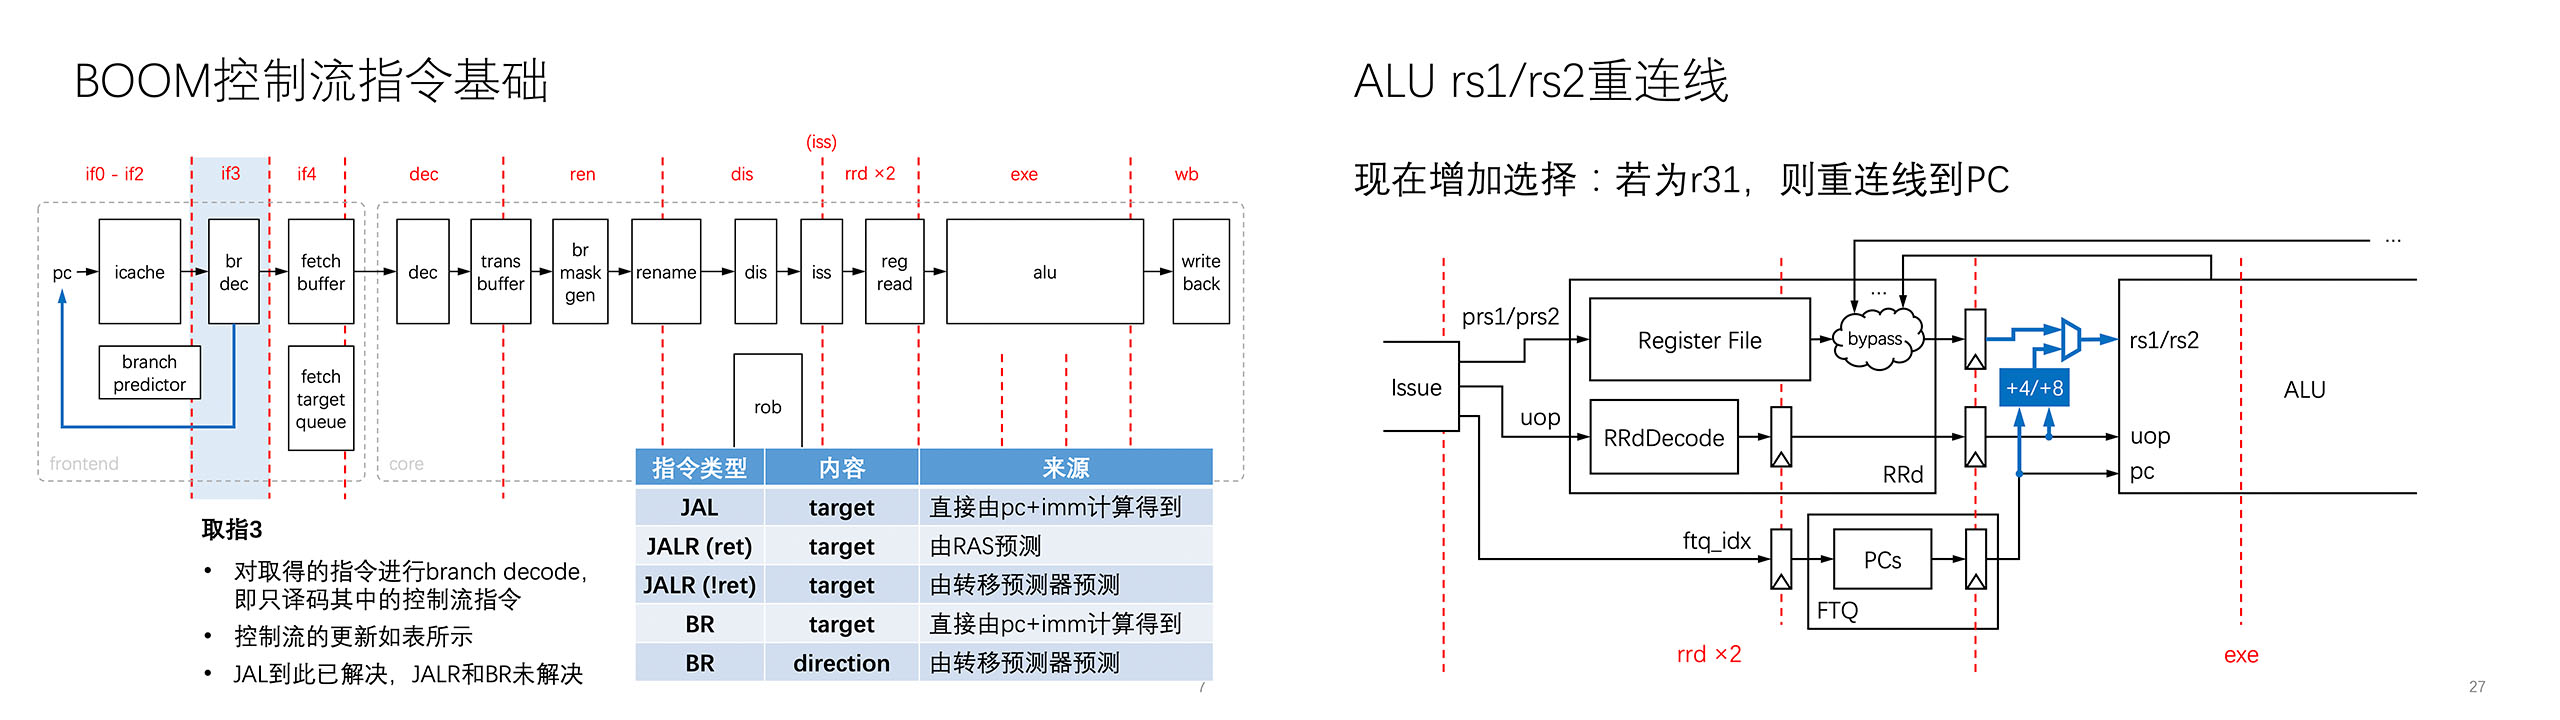 BOOM控制流指令基础
(iss)
if0 - if2
if3
if4
dec
ren
dis
rrd ×2
exe
wb
pc
icache
br
dec
fetch
buffer
dec
trans
buffer
br
mask
gen
rename
dis
iss
reg
read
alu
write
back
branch
predictor
fetch
target
queue
rob
frontend
core
指令类型 内容 来源
JAL target 直接由pc+imm计算得到
JALR (ret) target 由RAS预测
JALR (!ret) target 由转移预测器预测
BR target 直接由pc+imm计算得到
BR direction 由转移预测器预测
取指3
• 对取得的指令进行branch decode，
即只译码其中的控制流指令
• 控制流的更新如表所示
• JAL到此已解决，JALR和BR未解决
7
ALU rs1/rs2重连线
现在增加选择：若为r31，则重连线到PC
...
...
prs1/prs2
Register File
bypass
rs1/rs2
Issue
+4/+8
ALU
uop
RRdDecode
uop
RRd
pc
ftq_idx
PCs
FTQ
rrd ×2
exe
27